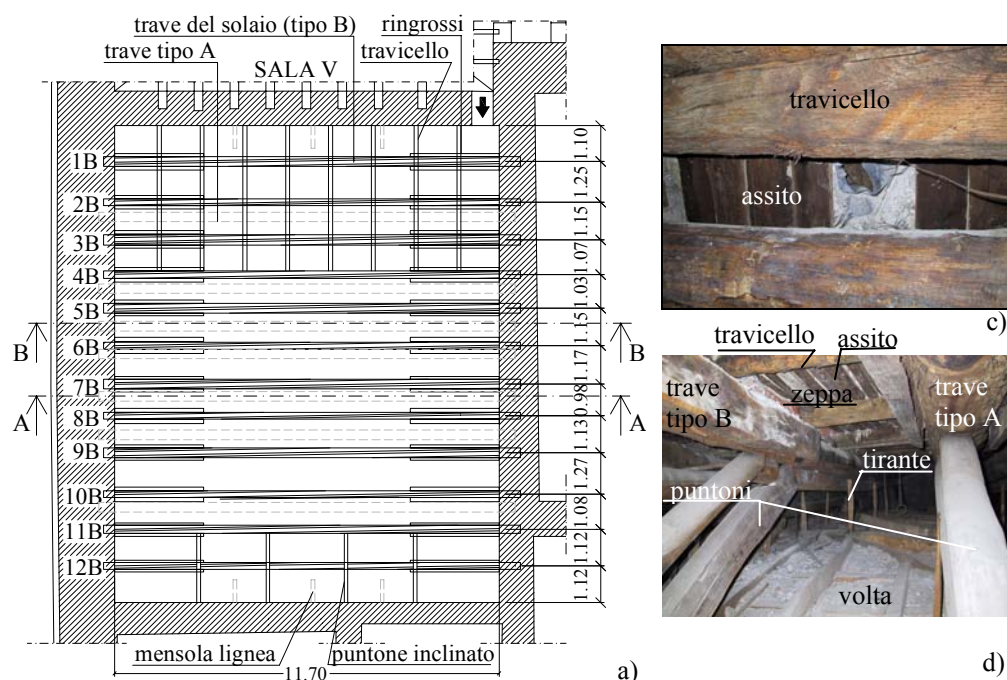 trave del solaio (tipo B)
ringrossi
trave tipo A
travicello
SALA V
1B
2B
3B
4B
5B
6B
7B
8B
9B
10B
11B
12B
B
B
A
A
1.10
1.25
1.15
1.07
1.03
1.15
1.17
0.98
1.13
1.27
1.08
1.12
1.12
mensola lignea
puntone inclinato
11.70
a)
travicello
assito
c)
travicello
assito
trave
tipo B
zeppa
trave
tipo A
tirante
puntoni
volta
d)